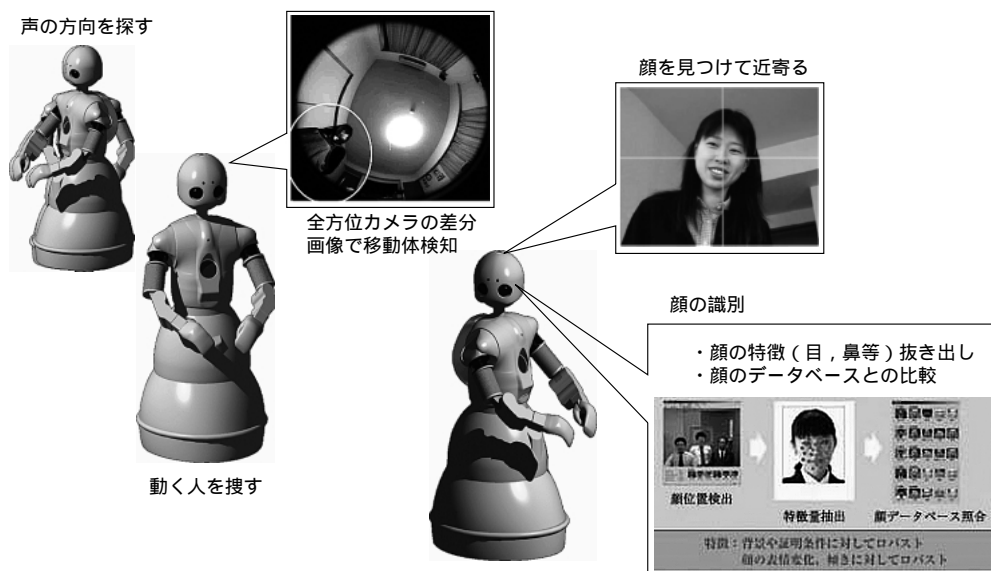 声の方向を探す
顔を見つけて近寄る
全方位カメラの差分
画像で移動体検知
動く人を捜す
顔の識別
・顔の特徴(目,鼻等)抜き出し
・顔のデータベースとの比較
顔位置検出
特徴量抽出
顔データベース照合
特徴:背景や証明条件に対してロバスト
顔の表情変化,傾きに対してロバスト